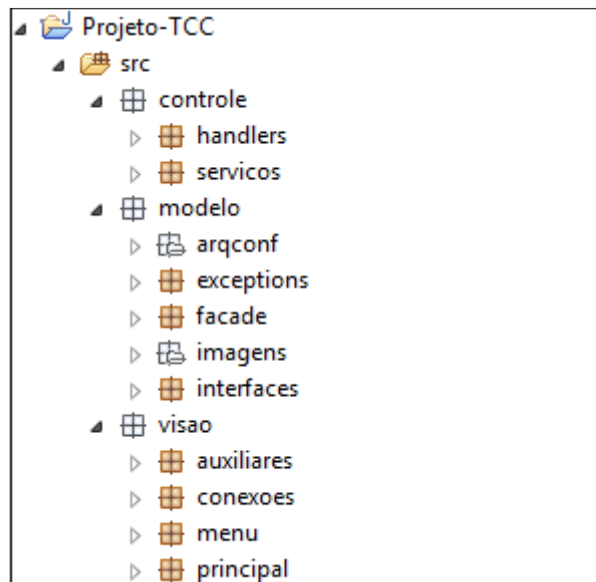 Projeto-TCC
src
controle
handlers
servicos
modelo
arqconf
exceptions
facade
imagens
interfaces
visao
auxiliares
conexoes
menu
principal